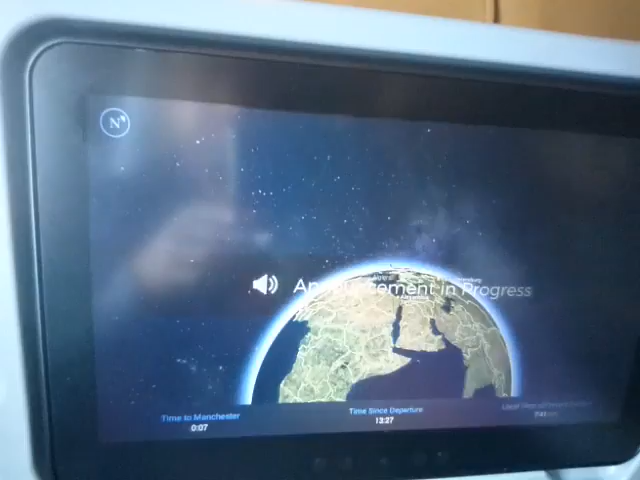 N
Announcement in Progress
Time to Manchester
0:07
Time Since Departure
13:27